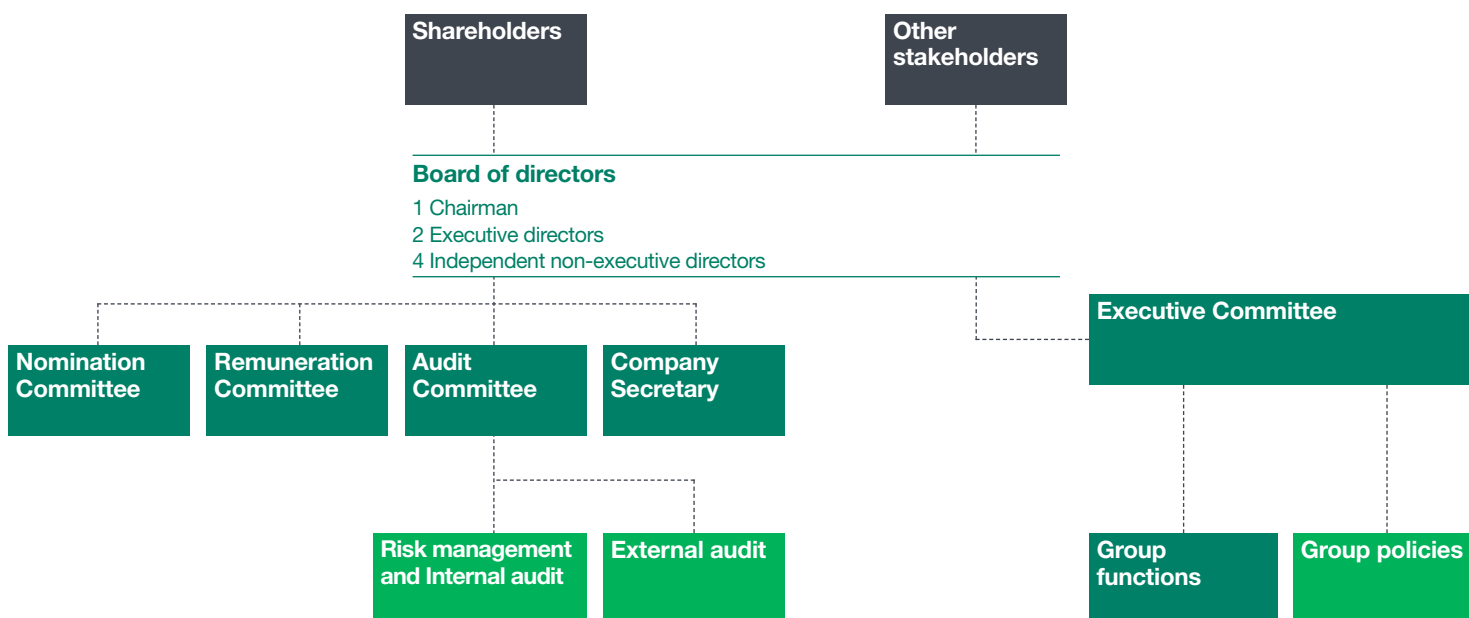 Shareholders
Other
stakeholders
Board of directors
1 Chairman
2 Executive directors
4 Independent non-executive directors
Executive Committee
Nomination
Committee
Remuneration
Committee
Audit
Committee
Company
Secretary
Risk management
and Internal audit
External audit
Group
functions
Group policies